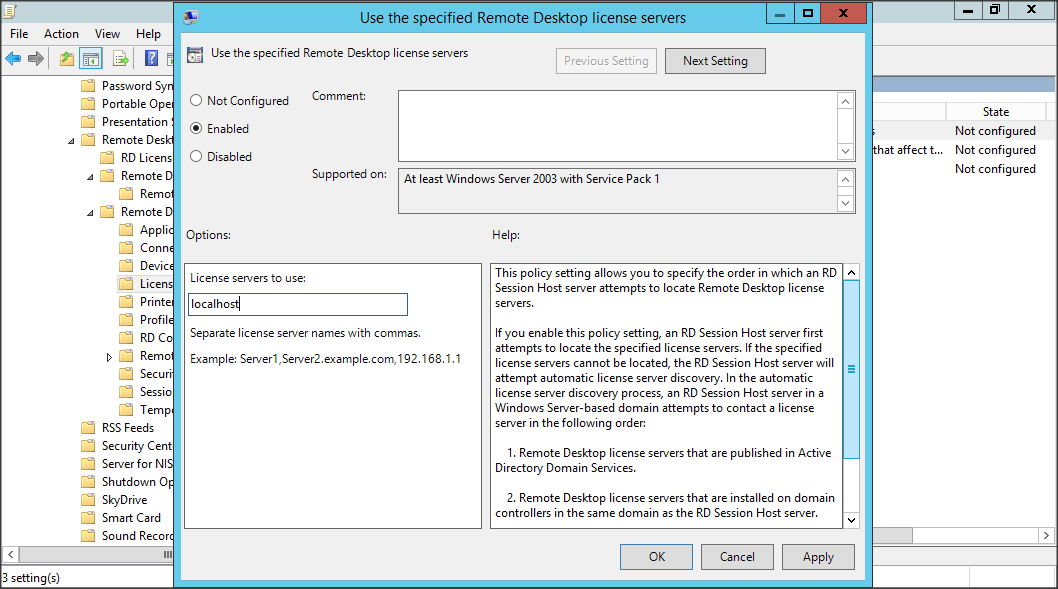 Use the specified Remote Desktop license servers
File Action View Help
Use the specified Remote Desktop license servers
Previous Setting
Next Setting
Not Configured
Enabled
Disabled
Comment:
Supported on:
At least Windows Server 2003 with Service Pack 1
Options:
Help:
License servers to use:
localhost
Separate license server names with commas.
Example: Server1,Server2.example.com,192.168.1.1
This policy setting allows you to specify the order in which an RD
Session Host server attempts to locate Remote Desktop license
servers.
If you enable this policy setting, an RD Session Host server first
attempts to locate the specified license servers. If the specified
license servers cannot be located, the RD Session Host server will
attempt automatic license server discovery. In the automatic
license server discovery process, an RD Session Host server in a
Windows Server-based domain attempts to contact a license
server in the following order:
1. Remote Desktop license servers that are published in Active
Directory Domain Services.
2. Remote Desktop license servers that are installed on domain
controllers in the same domain as the RD Session Host server.
OK
Cancel
Apply
Password Syn
Portable Oper
Presentation S
Remote Deskt
RD Licens
Remote D
Remot
Remote D
Applic
Conne
Device
Licens
Printer
Profile
RD Co
Remot
Securi
Sessio
Tempo
RSS Feeds
Security Cent
Server for NIS
Shutdown Op
SkyDrive
Smart Card
Sound Record
3 setting(s)
State
s Not configured
that affect t... Not configured
Not configured